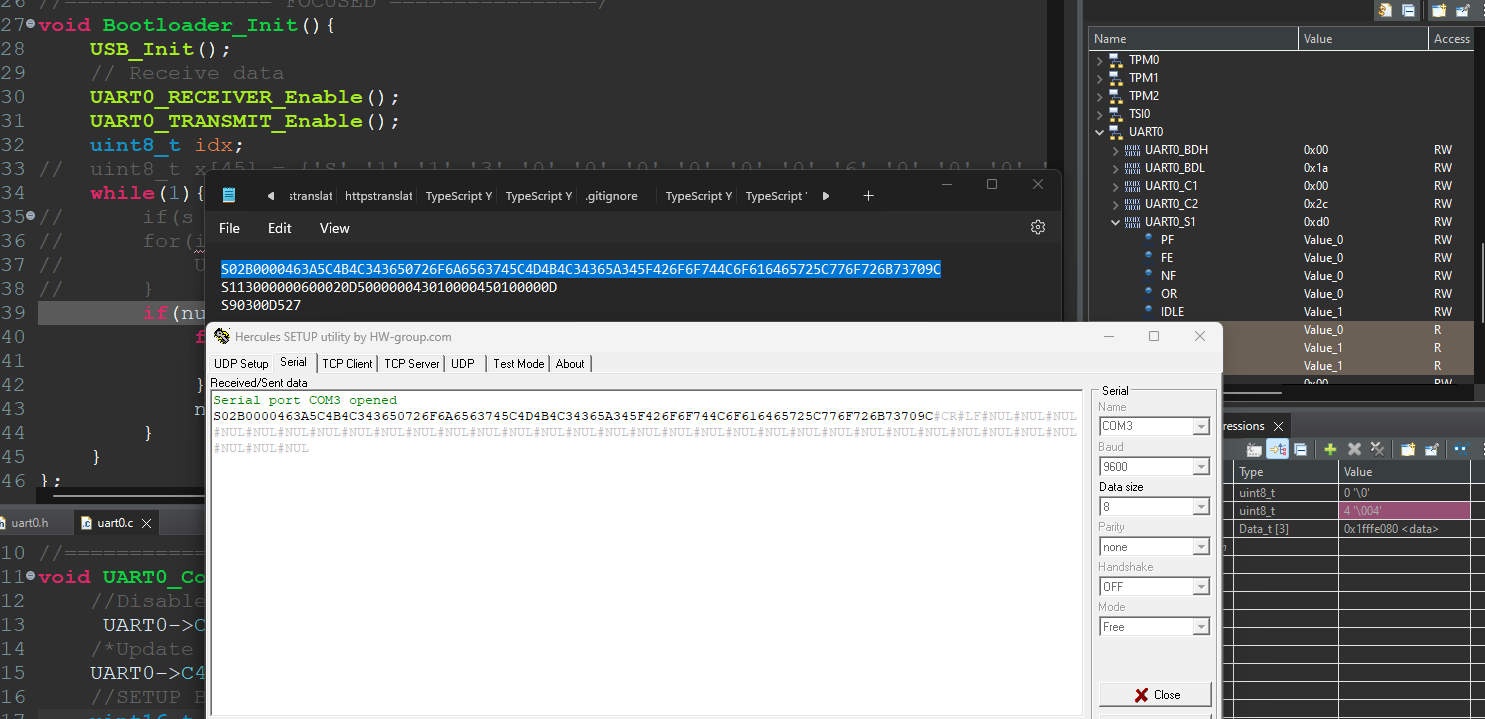 26 //================ FOCUSED ================/
27 void Bootloader_Init(){
28 USB_Init();
29 // Receive data
30 UART0_RECEIVER_Enable();
31 UART0_TRANSMIT_Enable();
32 uint8_t idx;
33 // uint8_t x[45] = {'S','1','1','3','0','0','0','0','0','0','6','0','0','0','
34 while(1){
35 // if(s
36 // for(i
37 // U
38 // }
39 if(nu
40 f
41
42 }
43 n
44 }
45 }
46 };
uart0.h
uart0.c
10 //===========
11 void UART0_Co
12 //Disable
13 UART0->C
14 /*Update
15 UART0->C4
16 //SETUP B
17 uint16_t
:stranslat httpstranslat TypeScript Y TypeScript Y .gitignore TypeScript Y TypeScript '
File Edit View
S02B0000463A5C4B4C343650726F6A6563745C4D4B4C34365A345F426F6F744C6F616465725C776F726B73709C
S113000000600020D500000043010000450100000D
S90300D527
Hercules SETUP utility by HW-group.com
UDP Setup Serial TCP Client TCP Server UDP Test Mode About
Received/Sent data
Serial port COM3 opened
S02B0000463A5C4B4C343650726F6A6563745C4D4B4C34365A345F426F6F744C6F616465725C776F726B73709C#CR#LF#NUL#NUL#NUL
#NUL#NUL#NUL#NUL#NUL#NUL#NUL#NUL#NUL#NUL#NUL#NUL#NUL#NUL#NUL#NUL#NUL#NUL#NUL#NUL#NUL#NUL#NUL#NUL#NUL#NUL#NUL
#NUL#NUL#NUL
Serial
Name
COM3
Baud
9600
Data size
8
Parity
none
Handshake
OFF
Mode
Free
Close
Name Value Access
TPM0
TPM1
TPM2
TSI0
UART0
UART0_BDH 0x00 RW
UART0_BDL 0x1a RW
UART0_C1 0x00 RW
UART0_C2 0x2c RW
UART0_S1 0xd0 RW
PF Value_0 RW
FE Value_0 RW
NF Value_0 RW
OR Value_0 RW
IDLE Value_1 RW
Value_0 R
Value_1 R
Value_1 R
0x00 RW
ressions
Type Value
uint8_t 0 '\0'
uint8_t 4 '\004'
Data_t [3] 0x1fffe080 <data>